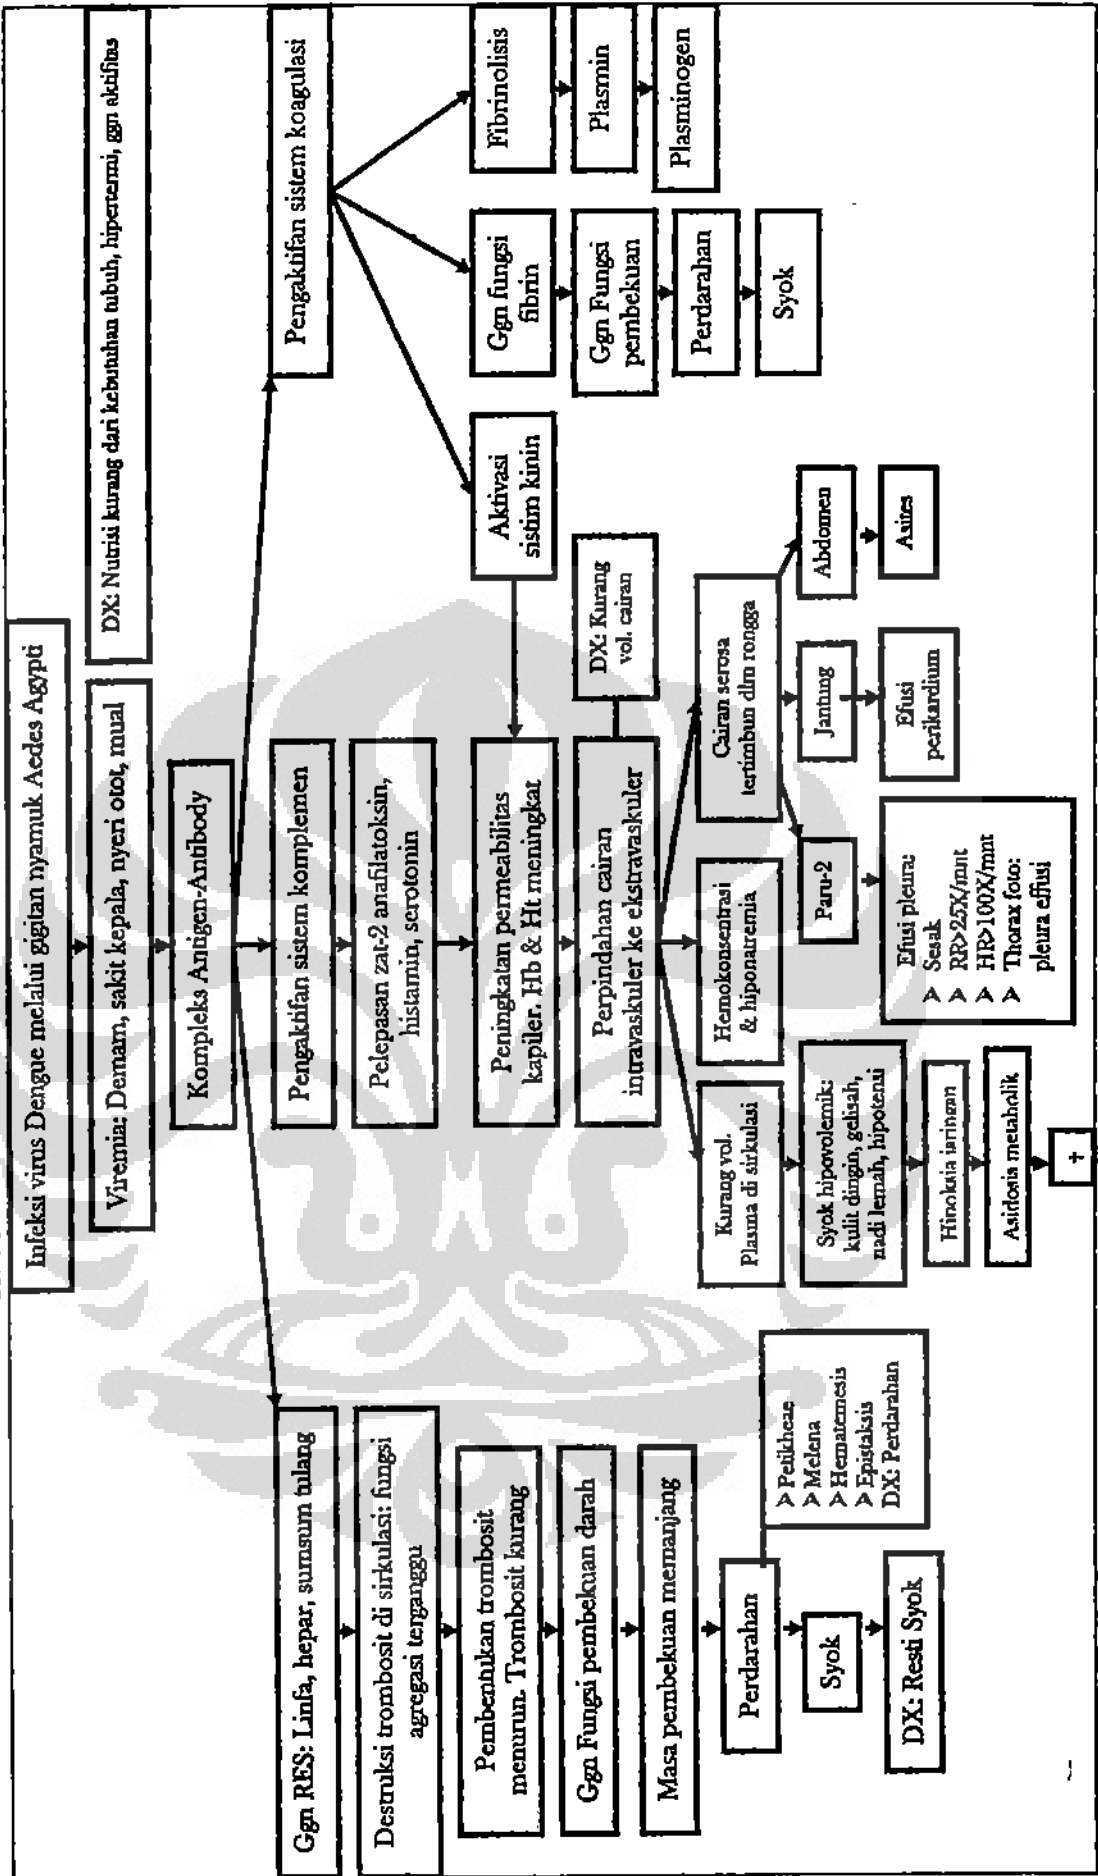 Infeksi virus Dengue melalui gigitan nyamuk Aedes Agypti
Viremia: Demam, sakit kepala, nyeri otot, mual
DX: Nutrisi kurang dari kebutuhan tubuh, hipertermi, ggn aktifitas
Kompleks Antigen-Antibody
Ggn RES: Linfa, hepar, sumsum tulang
Destruksi trombosit di sirkulasi: fungsi
agregasi terganggu
Pembentukan trombosit
menurun. Trombosit kurang
Ggn Fungsi pembekuan darah
Masa pembekuan memanjang
Perdarahan
➢ Petikheae
➢ Melena
➢ Hematemesis
➢ Epistaksis
DX: Perdarahan
Syok
DX: Resti Syok
Pengaktifan sistem komplemen
Pelepasan zat-2 anafilatoksin,
histamin, serotonin
Peningkatan permeabilitas
kapiler. Hb & Ht meningkat
Perpindahan cairan
intravaskuler ke ekstravaskuler
DX: Kurang
vol. cairan
Kurang vol.
Plasma di sirkulasi
Syok hipovolemik:
kulit dingin, gelisah,
nadi lemah, hipotensi
Hipoksia jaringan
Asidosis metabolik
+
Hemokonsentrasi
& hiponatremia
Cairan serosa
tertimbun dlm rongga
Paru-2
Efusi pleura:
➢ Sesak
➢ RR>25X/mnt
➢ HR>100X/mnt
➢ Thorax foto:
pleura effusi
Jantung
Efusi
perikardium
Abdomen
Asites
Pengaktifan sistem koagulasi
Aktivasi
sistim kinin
Ggn fungsi
fibrin
Ggn Fungsi
pembekuan
Perdarahan
Syok
Fibrinolisis
Plasmin
Plasminogen